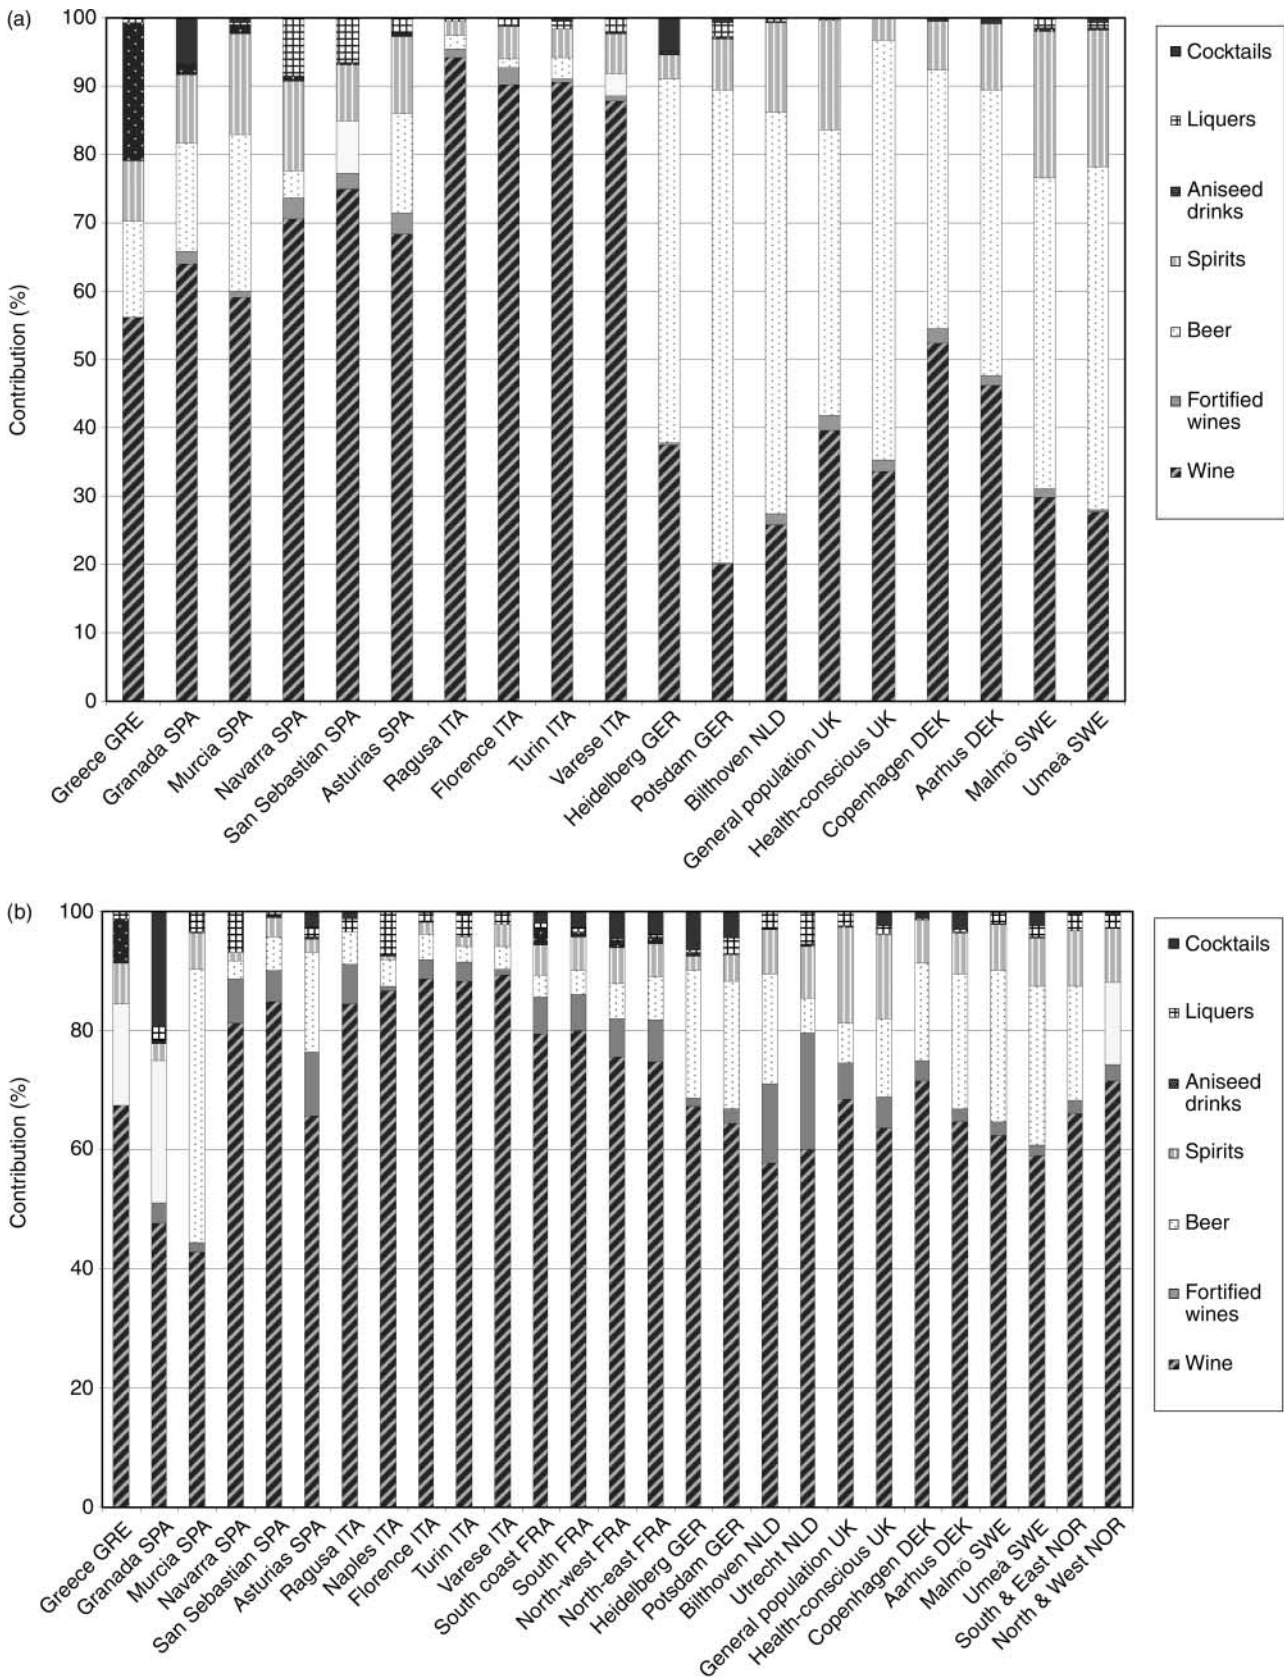 (a)
100
90
80
70
60
50
40
30
20
10
0
Contribution (%)
Greece GRE
Granada SPA
Murcia SPA
Navarra SPA
San Sebastian SPA
Asturias SPA
Ragusa ITA
Florence ITA
Turin ITA
Varese ITA
Heidelberg GER
Potsdam GER
Bilthoven NLD
General population UK
Health-conscious UK
Copenhagen DEK
Aarhus DEK
Malmö SWE
Umeå SWE
Cocktails
Liquers
Aniseed
drinks
Spirits
Beer
Fortified
wines
Wine
(b)
100
80
60
40
20
0
Contribution (%)
Greece GRE
Granada SPA
Murcia SPA
Navarra SPA
San Sebastian SPA
Asturias SPA
Ragusa ITA
Naples ITA
Florence ITA
Turin ITA
Varese ITA
South coast FRA
South FRA
North-west FRA
North-east FRA
Heidelberg GER
Potsdam GER
Bilthoven NLD
Utrecht NLD
General population UK
Health-conscious UK
Copenhagen DEK
Aarhus DEK
Malmö SWE
Umeå SWE
South & East NOR
North & West NOR
Cocktails
Liquers
Aniseed
drinks
Spirits
Beer
Fortified
wines
Wine